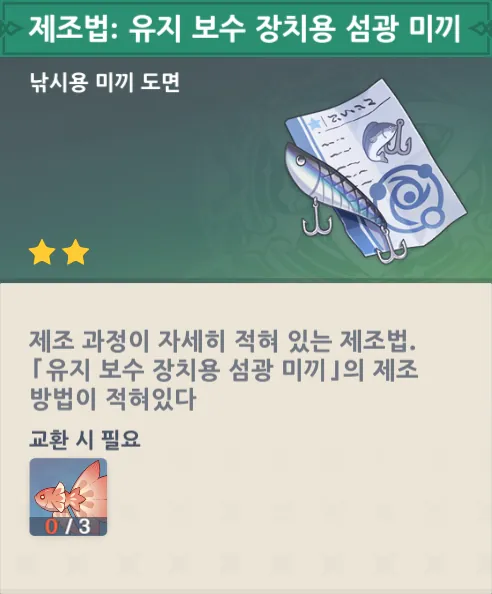 제조법: 유지 보수 장치용 섬광 미끼
낚시용 미끼 도면
제조 과정이 자세히 적혀 있는 제조법.
「유지 보수 장치용 섬광 미끼」의 제조
방법이 적혀있다
교환 시 필요
0 / 3